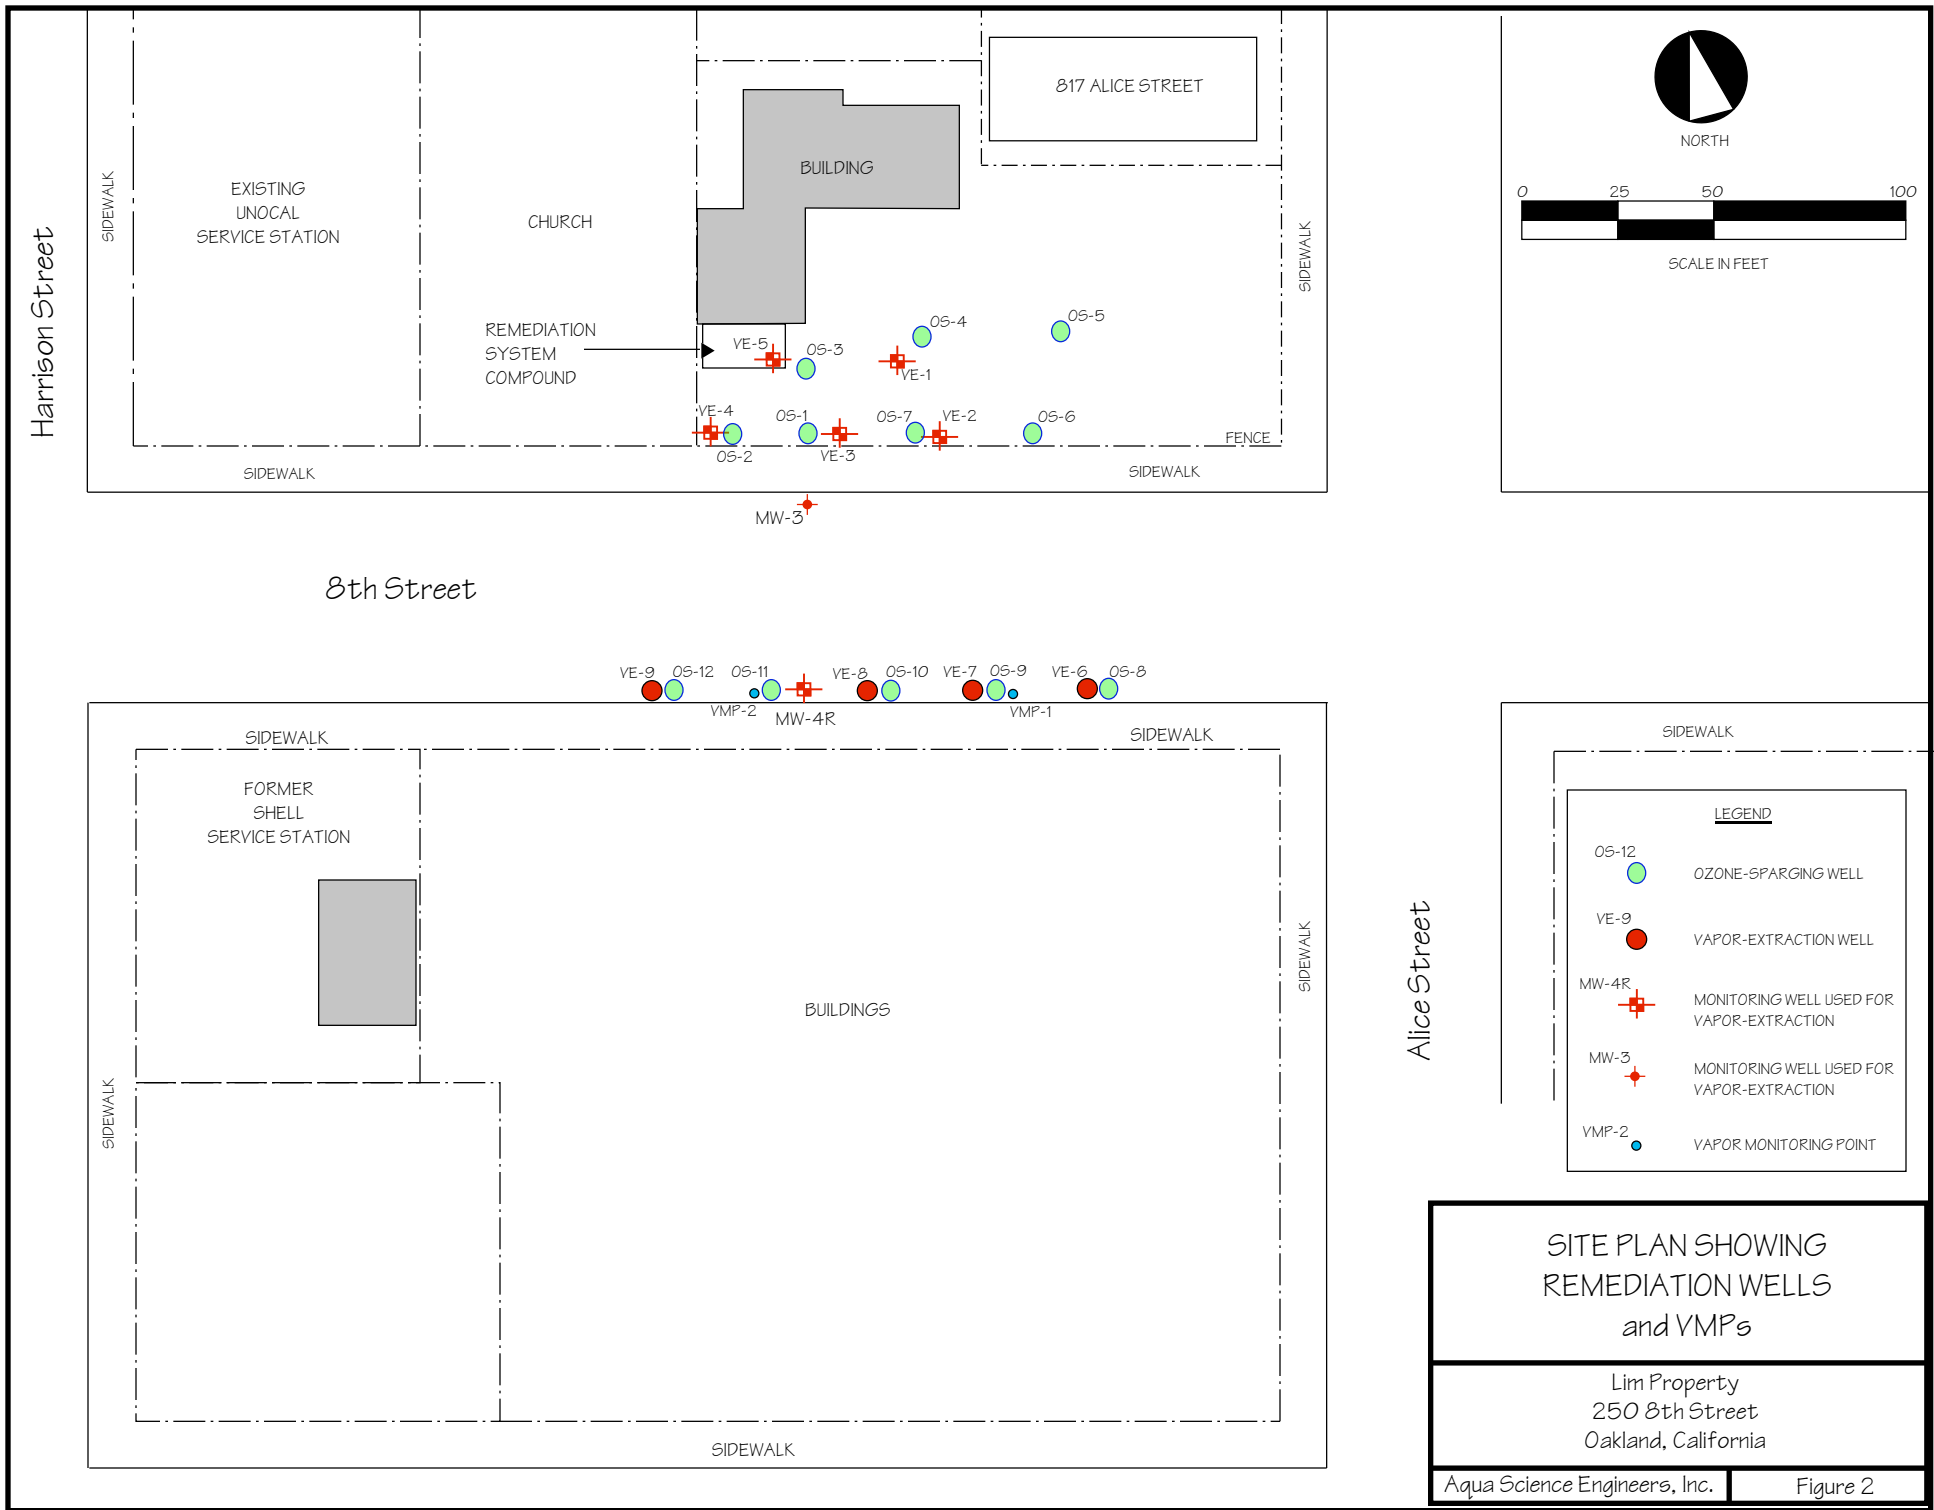 817 ALICE STREET
NORTH
BUILDING
EXISTING
UNOCAL
SERVICE STATION
CHURCH
SIDEWALK
SIDEWALK
0 25 50 100
SCALE IN FEET
Harrison Street
REMEDIATION
SYSTEM
COMPOUND
VE-5
OS-3
OS-4
OS-5
VE-1
VE-4
OS-1
OS-7
VE-2
OS-6
OS-2
VE-3
FENCE
SIDEWALK
SIDEWALK
MW-3
8th Street
VE-9
OS-12
OS-11
VE-8
OS-10
VE-7
OS-9
VE-6
OS-8
VMP-2
MW-4R
VMP-1
SIDEWALK
SIDEWALK
SIDEWALK
FORMER
SHELL
SERVICE STATION
BUILDINGS
SIDEWALK
SIDEWALK
SIDEWALK
Alice Street
LEGEND
OS-12
OZONE-SPARGING WELL
VE-9
VAPOR-EXTRACTION WELL
MW-4R
MONITORING WELL USED FOR
VAPOR-EXTRACTION
MW-3
MONITORING WELL USED FOR
VAPOR-EXTRACTION
VMP-2
VAPOR MONITORING POINT
SITE PLAN SHOWING
REMEDIATION WELLS
and VMPs
Lim Property
250 8th Street
Oakland, California
Aqua Science Engineers, Inc.
Figure 2